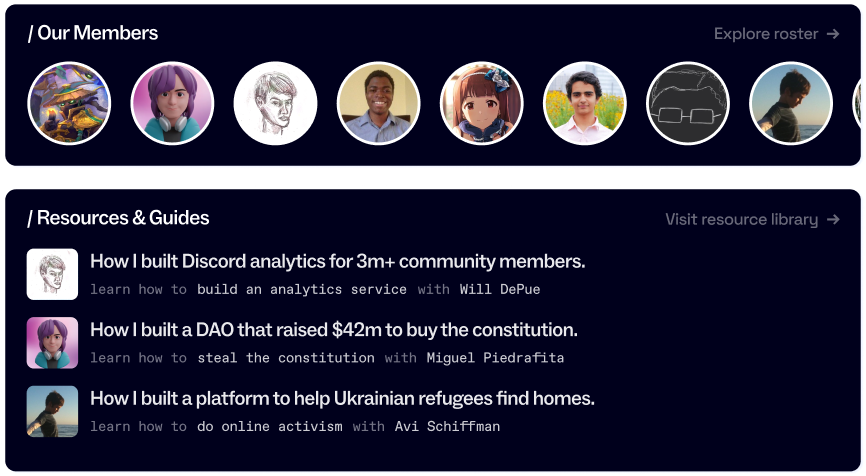 / Our Members
Explore roster →
/ Resources & Guides
Visit resource library →
How I built Discord analytics for 3m+ community members.
learn how to build an analytics service with Will DePue
How I built a DAO that raised $42m to buy the constitution.
learn how to steal the constitution with Miguel Piedrafita
How I built a platform to help Ukrainian refugees find homes.
learn how to do online activism with Avi Schiffman